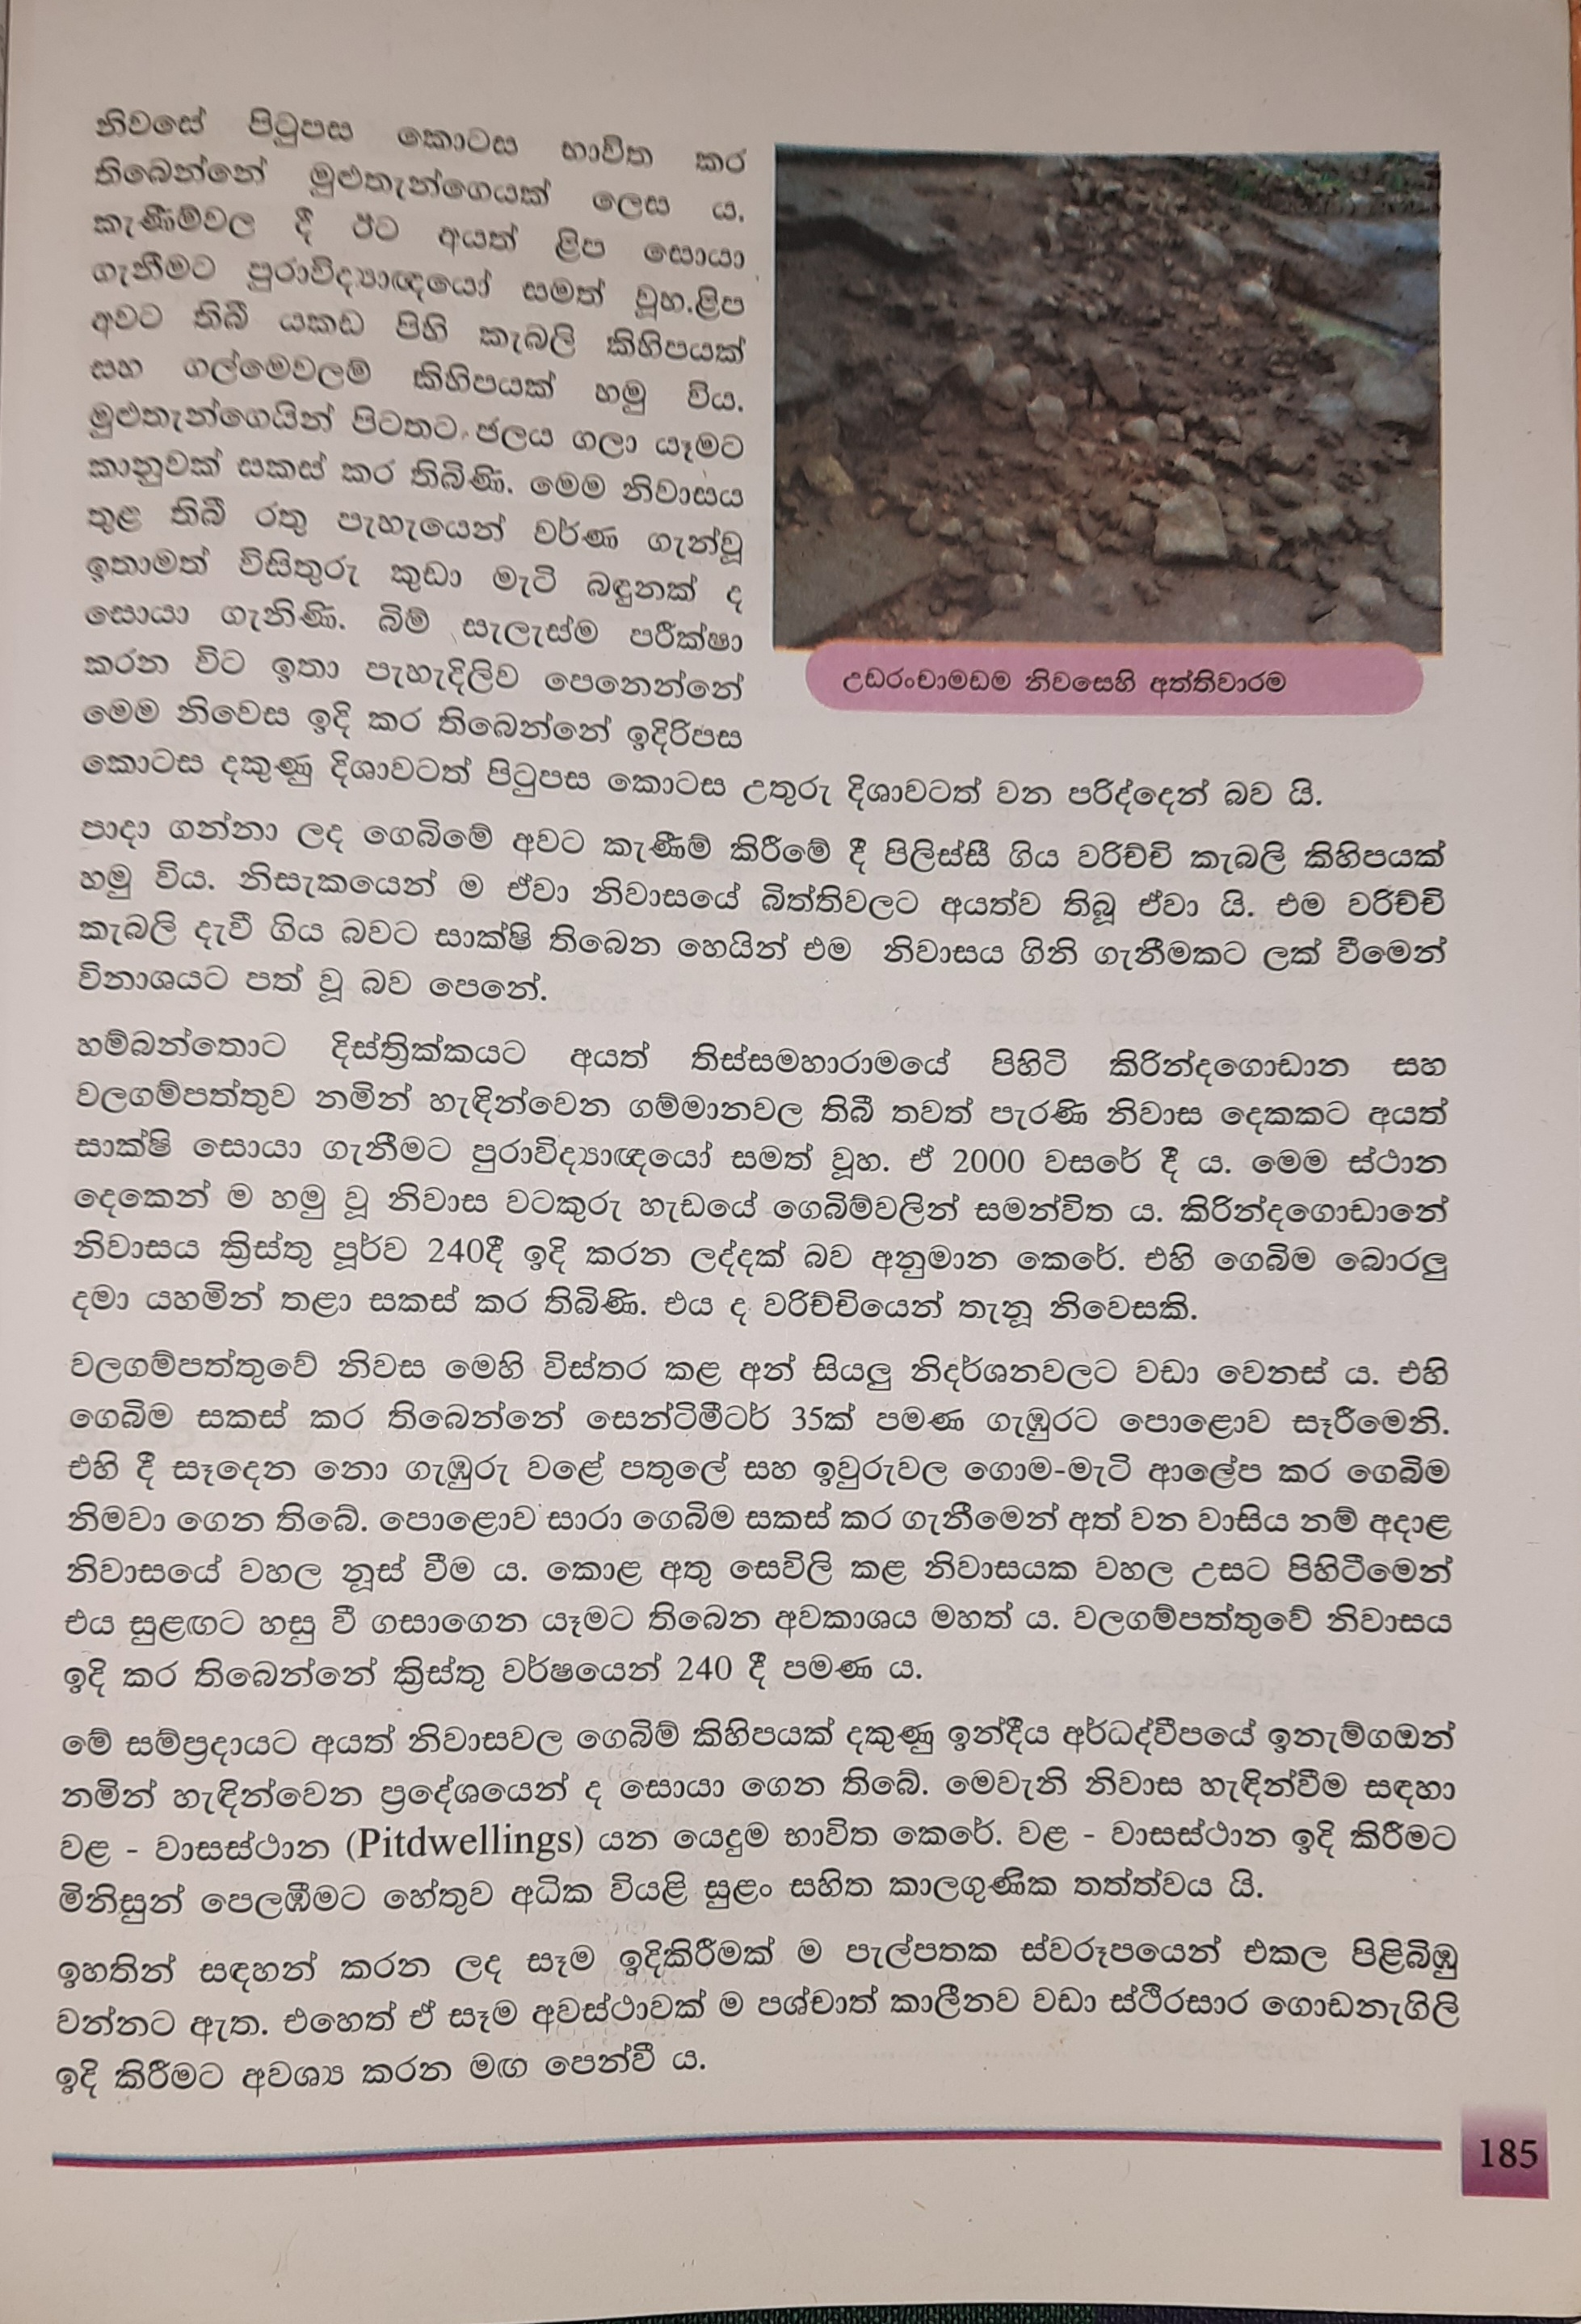 නිවසේ පිටුපස කොටස භාවිත කර
තිබෙන්නේ මුළුතැන්ගෙයක් ලෙස ය.
කැණීම්වල දී ඊට අයත් ළිප සොයා
ගැනීමට පුරාවිද්‍යාඥයෝ සමත් වූහ.ළිප
අවට තිබී යකඩ පිහි කැබලි කිහිපයක්
සහ ගල්මෙවලම් කිහිපයක් හමු විය.
මුළුතැන්ගෙයින් පිටතට ජලය ගලා යෑමට
කානුවක් සකස් කර තිබිණි. මෙම නිවාසය
තුළ තිබී රතු පැහැයෙන් වර්ණ ගැන්වූ
ඉතාමත් විසිතුරු කුඩා මැටි බඳුනක් ද
සොයා ගැනිණි. බිම් සැලැස්ම පරීක්ෂා
කරන විට ඉතා පැහැදිලිව පෙනෙන්නේ
මෙම නිවෙස ඉදි කර තිබෙන්නේ ඉදිරිපස
කොටස දකුණු දිශාවටත් පිටුපස කොටස උතුරු දිශාවටත් වන පරිද්දෙන් බව යි.
උඩරංචාමඩම නිවසෙහි අත්තිවාරම
පාදා ගන්නා ලද ගෙබිමේ අවට කැණීම් කිරීමේ දී පිලිස්සී ගිය වරිච්චි කැබලි කිහිපයක්
හමු විය. නිසැකයෙන් ම ඒවා නිවාසයේ බිත්තිවලට අයත්ව තිබූ ඒවා යි. එම වරිච්චි
කැබලි දැවී ගිය බවට සාක්ෂි තිබෙන හෙයින් එම නිවාසය ගිනි ගැනීමකට ලක් වීමෙන්
විනාශයට පත් වූ බව පෙනේ.
හම්බන්තොට දිස්ත්‍රික්කයට අයත් තිස්සමහාරාමයේ පිහිටි කිරින්දගොඩාන සහ
වලගම්පත්තුව නමින් හැඳින්වෙන ගම්මානවල තිබී තවත් පැරණි නිවාස දෙකකට අයත්
සාක්ෂි සොයා ගැනීමට පුරාවිද්‍යාඥයෝ සමත් වූහ. ඒ 2000 වසරේ දී ය. මෙම ස්ථාන
දෙකෙන් ම හමු වූ නිවාස වටකුරු හැඩයේ ගෙබිම්වලින් සමන්විත ය. කිරින්දගොඩානේ
නිවාසය ක්‍රිස්තු පූර්ව 240දී ඉදි කරන ලද්දක් බව අනුමාන කෙරේ. එහි ගෙබිම බොරලු
දමා යහමින් තළා සකස් කර තිබිණි. එය ද වරිච්චියෙන් තැනූ නිවෙසකි.
වලගම්පත්තුවේ නිවස මෙහි විස්තර කළ අන් සියලු නිදර්ශනවලට වඩා වෙනස් ය. එහි
ගෙබිම සකස් කර තිබෙන්නේ සෙන්ටිමීටර් 35ක් පමණ ගැඹුරට පොළොව සෑරීමෙනි.
එහි දී සෑදෙන නො ගැඹුරු වළේ පතුලේ සහ ඉවුරුවල ගොම-මැටි ආලේප කර ගෙබිම
නිමවා ගෙන තිබේ. පොළොව සාරා ගෙබිම සකස් කර ගැනීමෙන් අත් වන වාසිය නම් අදාළ
නිවාසයේ වහල නූස් වීම ය. කොළ අතු සෙවිලි කළ නිවාසයක වහල උසට පිහිටීමෙන්
එය සුළඟට හසු වී ගසාගෙන යෑමට තිබෙන අවකාශය මහත් ය. වලගම්පත්තුවේ නිවාසය
ඉදි කර තිබෙන්නේ ක්‍රිස්තු වර්ෂයෙන් 240 දී පමණ ය.
මේ සම්ප්‍රදායට අයත් නිවාසවල ගෙබිම් කිහිපයක් දකුණු ඉන්දීය අර්ධද්වීපයේ ඉනැම්ගඔන්
නමින් හැඳින්වෙන ප්‍රදේශයෙන් ද සොයා ගෙන තිබේ. මෙවැනි නිවාස හැඳින්වීම සඳහා
වළ - වාසස්ථාන (Pitdwellings) යන යෙදුම භාවිත කෙරේ. වළ - වාසස්ථාන ඉදි කිරීමට
මිනිසුන් පෙලඹීමට හේතුව අධික වියළි සුළං සහිත කාලගුණික තත්ත්වය යි.
ඉහතින් සඳහන් කරන ලද සෑම ඉදිකිරීමක් ම පැල්පතක ස්වරූපයෙන් එකල පිළිබිඹු
වන්නට ඇත. එහෙත් ඒ සෑම අවස්ථාවක් ම පශ්චාත් කාලීනව වඩා ස්ථිරසාර ගොඩනැගිලි
ඉදි කිරීමට අවශ්‍ය කරන මඟ පෙන්වී ය.
185